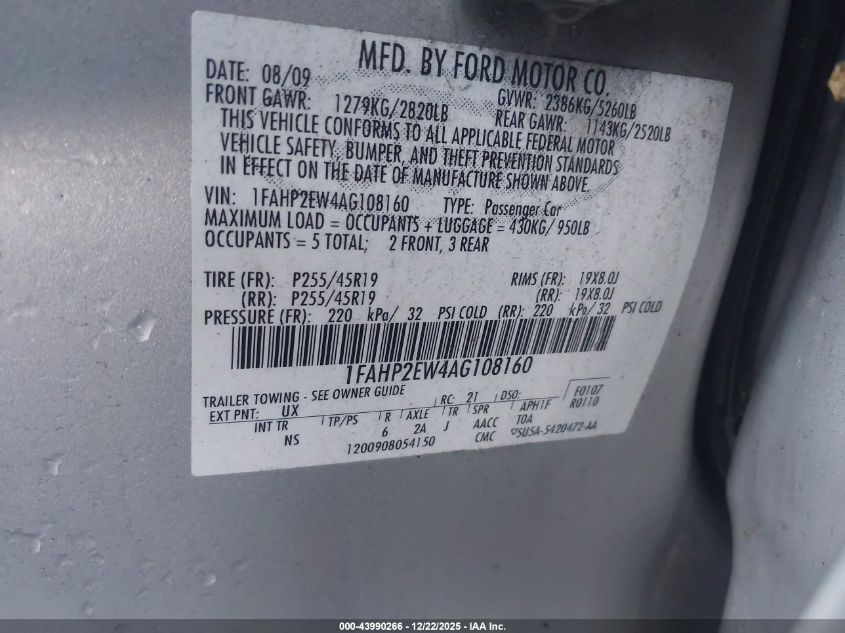 MFD. BY FORD MOTOR CO.
DATE: 08/09 GVWR: 2386KG/5260LB
FRONT GAWR: 1279KG/2820LB REAR GAWR: 1143KG/2520LB
THIS VEHICLE CONFORMS TO ALL APPLICABLE FEDERAL MOTOR
VEHICLE SAFETY, BUMPER, AND THEFT PREVENTION STANDARDS
IN EFFECT ON THE DATE OF MANUFACTURE SHOWN ABOVE.
VIN: 1FAHP2EW4AG108160 TYPE: Passenger Car
MAXIMUM LOAD = OCCUPANTS + LUGGAGE = 430KG/ 950LB
OCCUPANTS = 5 TOTAL; 2 FRONT, 3 REAR
TIRE (FR): P255/45R19 RIMS (FR): 19X8.0J
(RR): P255/45R19 (RR): 19X8.0J
PRESSURE (FR): 220 kPa/ 32 PSI COLD (RR): 220 kPa/ 32 PSI COLD
1FAHP2EW4AG108160
TRAILER TOWING - SEE OWNER GUIDE
EXT PNT: UX RC: 21 DSO: F0107
INT TR TP/PS R AXLE TR SPR APH1F R0110
NS 6 2A J AACC TOA
1200908054150 CMC 5U5A-5420472-AA
000-43990266 - 12/22/2025 - IAA Inc.